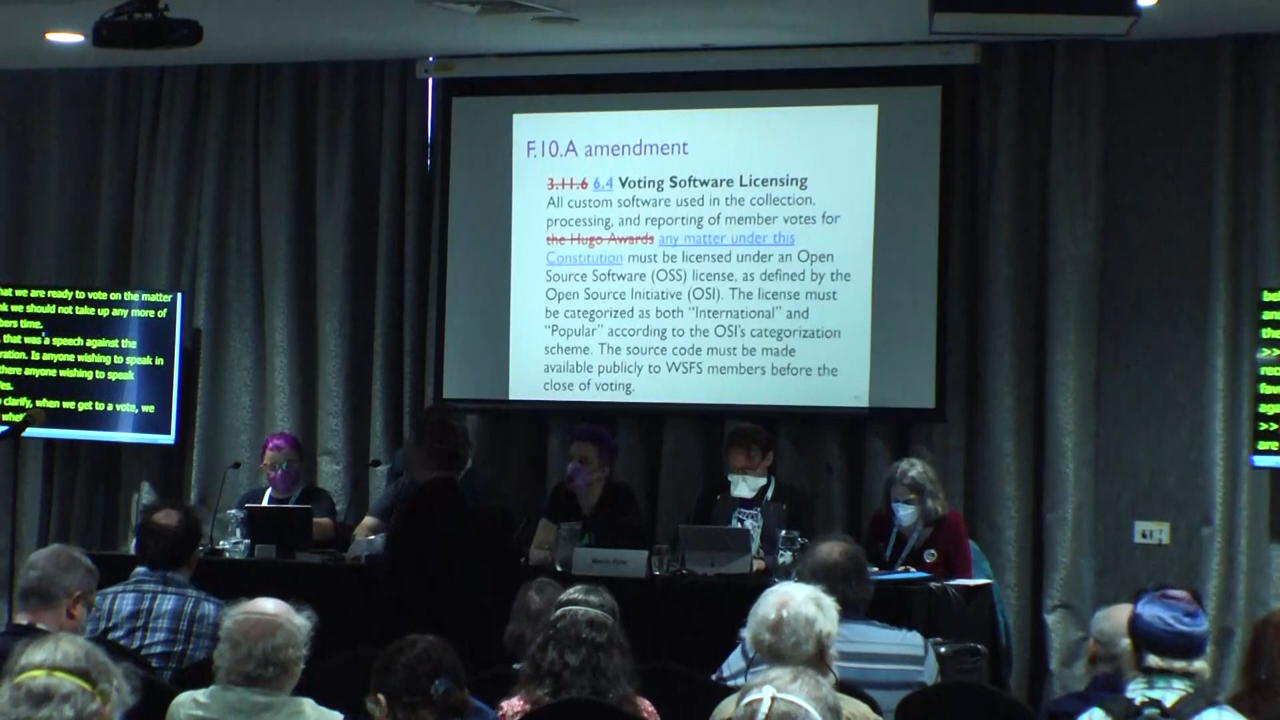 F.10.A amendment
3.11.6 6.4 Voting Software Licensing
All custom software used in the collection,
processing, and reporting of member votes for
the Hugo Awards any matter under this
Constitution must be licensed under an Open
Source Software (OSS) license, as defined by the
Open Source Initiative (OSI). The license must
be categorized as both “International” and
“Popular” according to the OSI’s categorization
scheme. The source code must be made
available publicly to WSFS members before the
close of voting.
hat we are ready to vote on the matter
nk we should not take up any more of
bers time.
that was a speech against the
ration. Is anyone wishing to speak in
there anyone wishing to speak
Yes.
clarify, when we get to a vote, we
whet
>>
>>
are